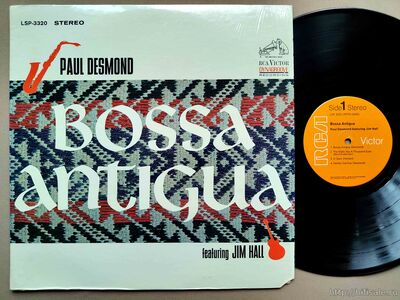 LSP-3320 STEREO
RCA VICTOR
DYNAGROOVE
PAUL DESMOND
BOSSA
ANTIGUA
featuring JIM HALL
Side 1 Stereo
Bossa Antigua
Paul Desmond featuring Jim Hall
RCA
Victor